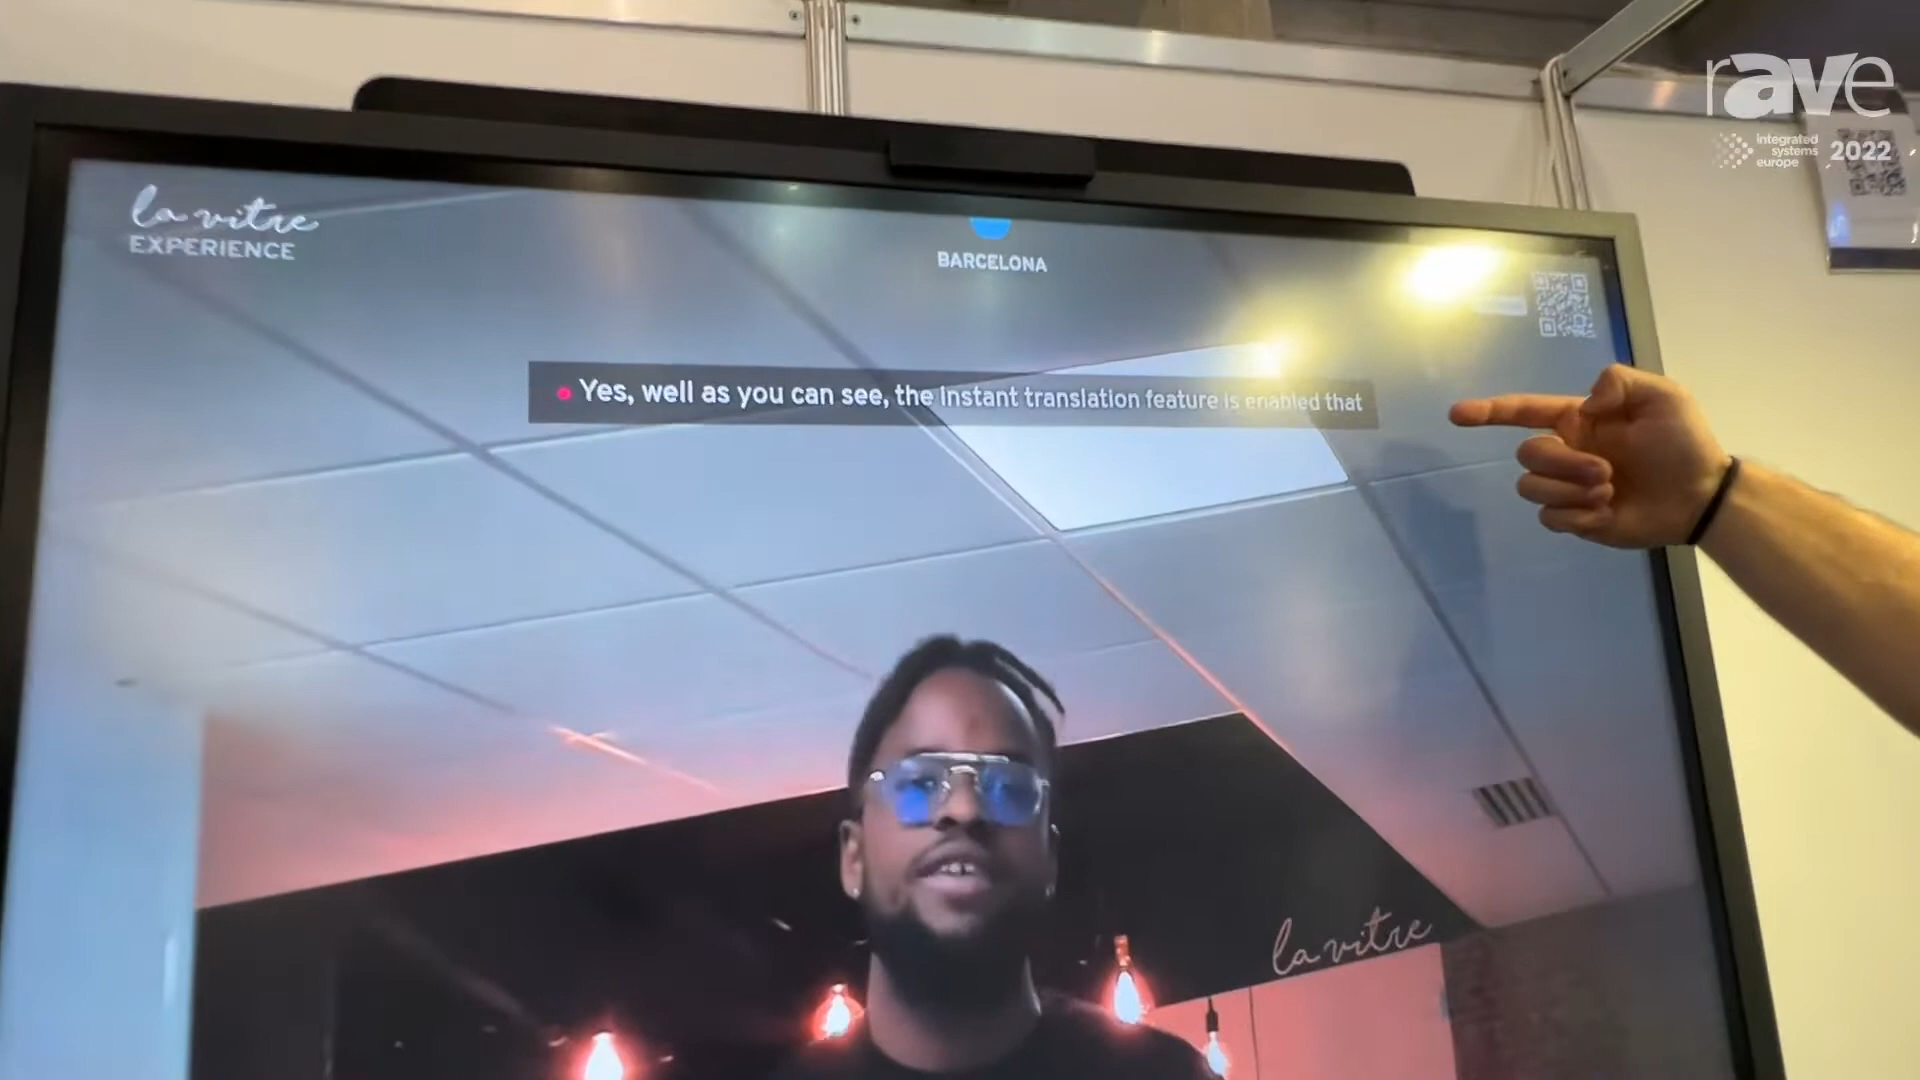 rave
integrated
systems
europe
2022
la vitre
EXPERIENCE
BARCELONA
Yes, well as you can see, the instant translation feature is enabled that
la vitre